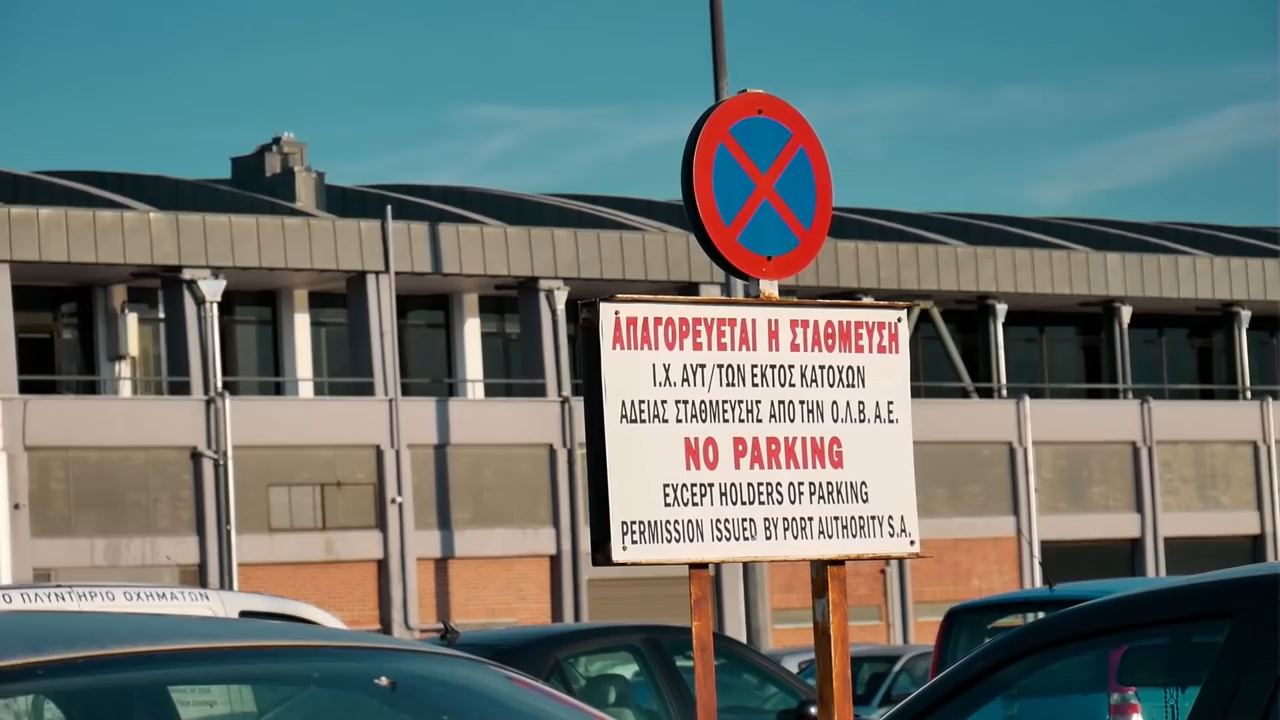 ΑΠΑΓΟΡΕΥΕΤΑΙ Η ΣΤΑΘΜΕΥΣΗ
Ι.Χ. ΑΥΤ/ΤΩΝ ΕΚΤΟΣ ΚΑΤΟΧΩΝ
ΑΔΕΙΑΣ ΣΤΑΘΜΕΥΣΗΣ ΑΠΟ ΤΗΝ Ο.Λ.Β. Α.Ε.
NO PARKING
EXCEPT HOLDERS OF PARKING
PERMISSION ISSUED BY PORT AUTHORITY S.A.
Ο ΠΛΥΝΤΗΡΙΟ ΟΧΗΜΑΤΩΝ